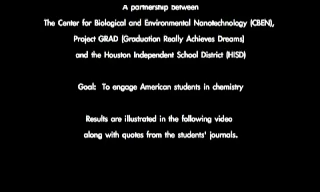 A partnership between
The Center for Biological and Environmental Nanotechnology (CBEN),
Project GRAD (Graduation Really Achieves Dreams)
and the Houston Independent School District (HISD)
Goal: To engage American students in chemistry
Results are illustrated in the following video
along with quotes from the students' journals.